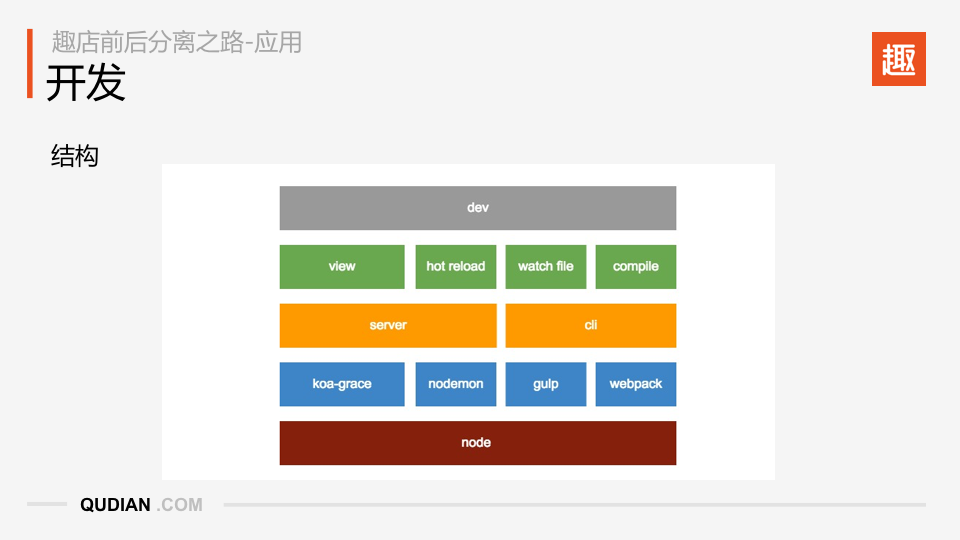 趣店前后分离之路-应用
开发
趣
结构
dev
view hot reload watch file compile
server cli
koa-grace nodemon gulp webpack
node
QUDIAN .COM